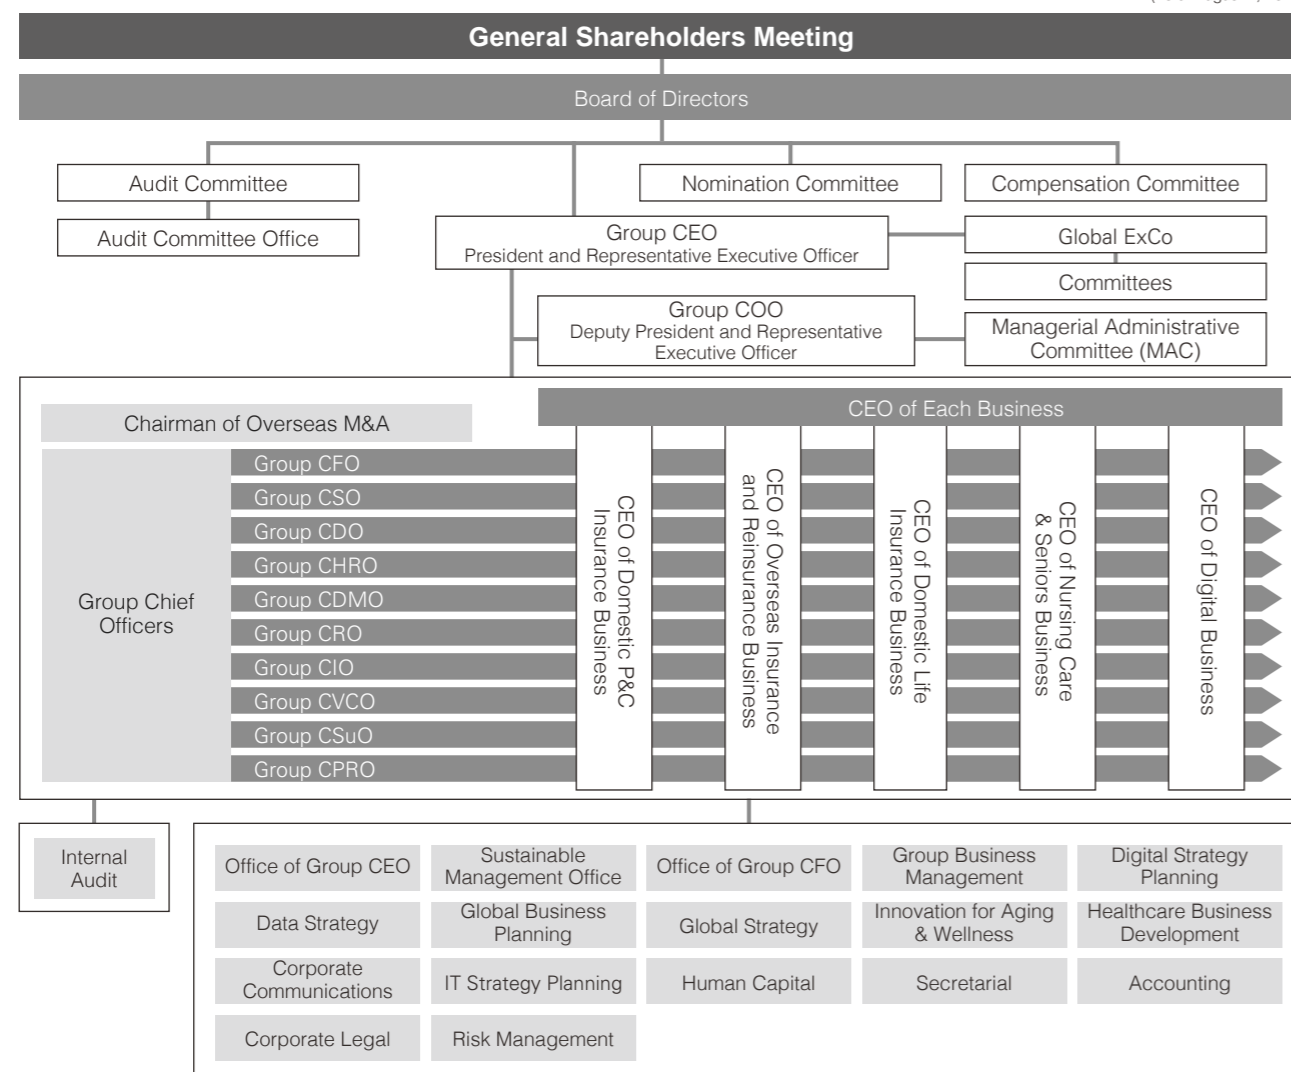 General Shareholders Meeting
Board of Directors
Audit Committee
Nomination Committee
Compensation Committee
Audit Committee Office
Group CEO
President and Representative Executive Officer
Global ExCo
Committees
Group COO
Deputy President and Representative
Executive Officer
Managerial Administrative
Committee (MAC)
Chairman of Overseas M&A
CEO of Each Business
Group Chief
Officers
Group CFO
Group CSO
Group CDO
Group CHRO
Group CDMO
Group CRO
Group CIO
Group CVCO
Group CSuO
Group CPRO
CEO of Domestic P&C
Insurance Business
CEO of Overseas Insurance
and Reinsurance Business
CEO of Domestic Life
Insurance Business
CEO of Nursing Care
& Seniors Business
CEO of Digital Business
Internal
Audit
Office of Group CEO
Sustainable
Management Office
Office of Group CFO
Group Business
Management
Digital Strategy
Planning
Data Strategy
Global Business
Planning
Global Strategy
Innovation for Aging
& Wellness
Healthcare Business
Development
Corporate
Communications
IT Strategy Planning
Human Capital
Secretarial
Accounting
Corporate Legal
Risk Management